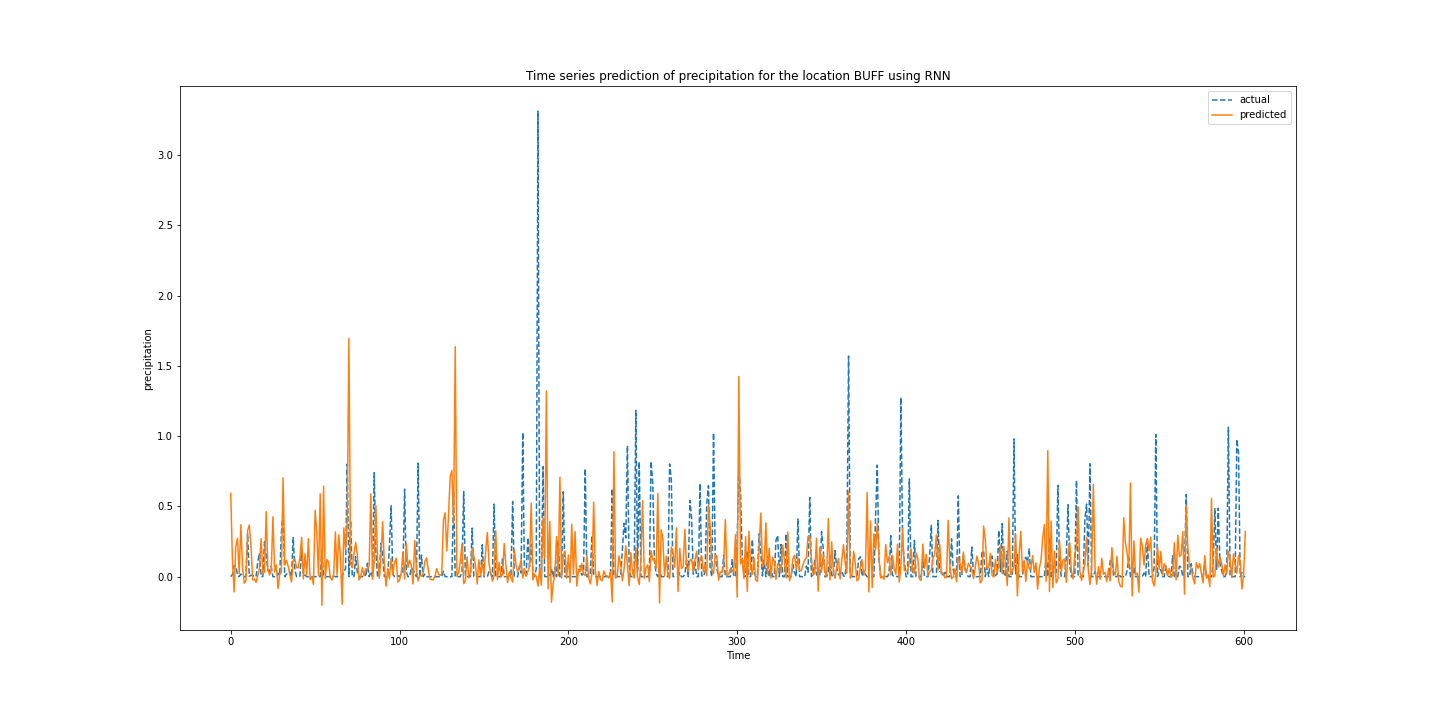 Time series prediction of precipitation for the location BUFF using RNN
actual
predicted
3.0
2.5
2.0
1.5
1.0
0.5
0.0
precipitation
0 100 200 300 400 500 600
Time